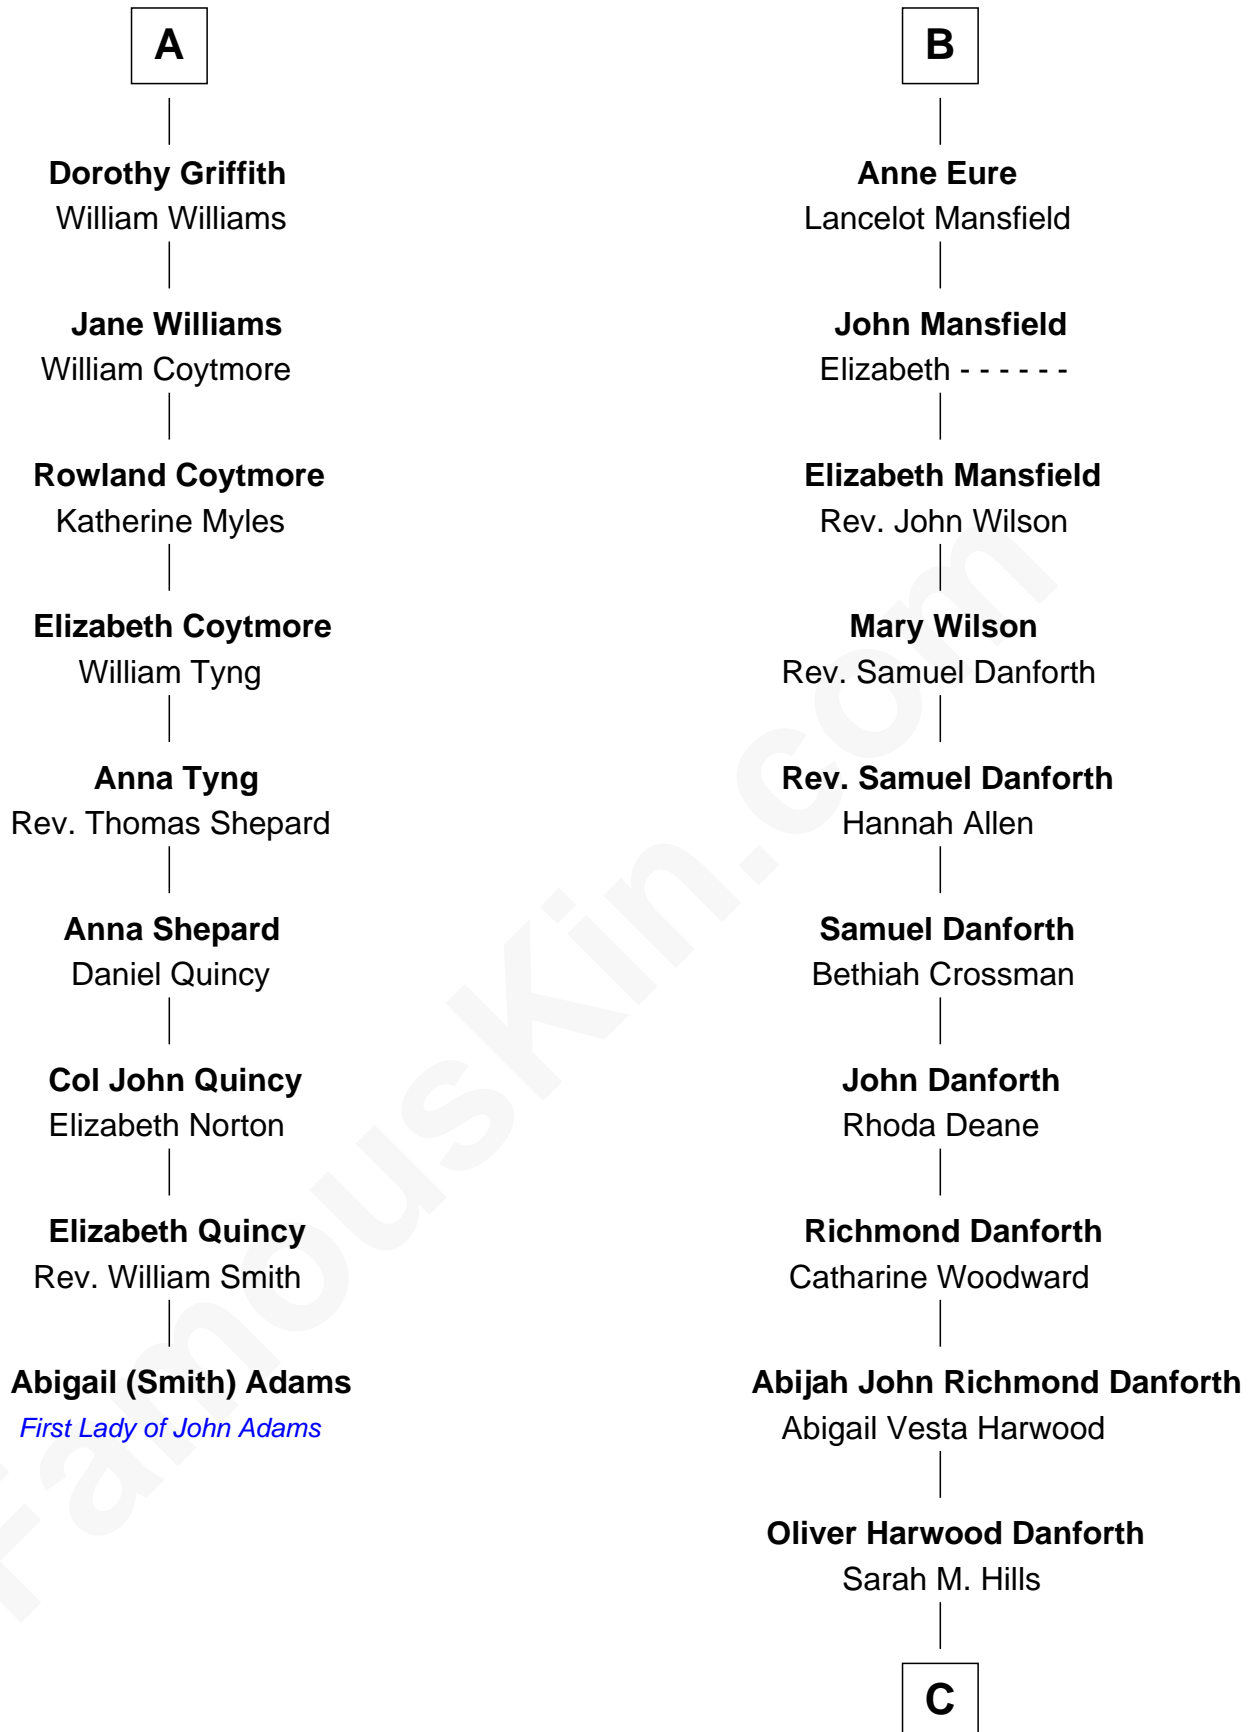 A
Dorothy Griffith
William Williams
Jane Williams
William Coytmore
Rowland Coytmore
Katherine Myles
Elizabeth Coytmore
William Tyng
Anna Tyng
Rev. Thomas Shepard
Anna Shepard
Daniel Quincy
Col John Quincy
Elizabeth Norton
Elizabeth Quincy
Rev. William Smith
Abigail (Smith) Adams
First Lady of John Adams
B
Anne Eure
Lancelot Mansfield
John Mansfield
Elizabeth - - - - - -
Elizabeth Mansfield
Rev. John Wilson
Mary Wilson
Rev. Samuel Danforth
Rev. Samuel Danforth
Hannah Allen
Samuel Danforth
Bethiah Crossman
John Danforth
Rhoda Deane
Richmond Danforth
Catharine Woodward
Abijah John Richmond Danforth
Abigail Vesta Harwood
Oliver Harwood Danforth
Sarah M. Hills
C
FamousKin.com